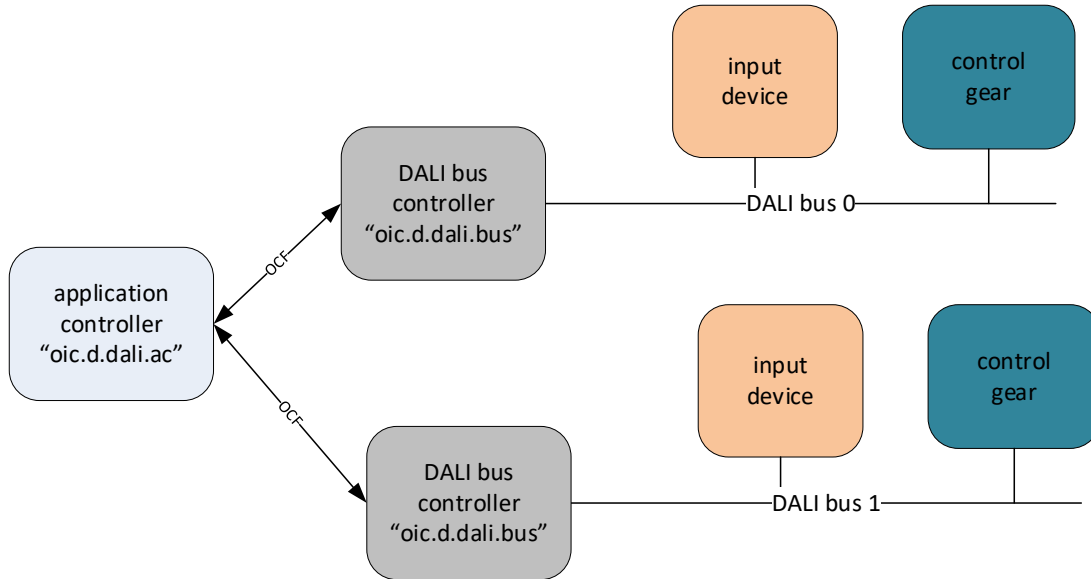 input
device
control
gear
DALI bus
controller
“oic.d.dali.bus”
DALI bus 0
OCF
application
controller
“oic.d.dali.ac”
OCF
input
device
control
gear
DALI bus
controller
“oic.d.dali.bus”
DALI bus 1